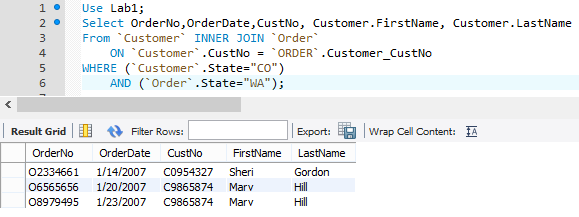 1 Use Lab1;
2 Select OrderNo,OrderDate,CustNo, Customer.FirstName, Customer.LastName
3 From `Customer` INNER JOIN `Order`
4 ON `Customer`.CustNo = `ORDER`.Customer_CustNo
5 WHERE (`Customer`.State="CO")
6 AND (`Order`.State="WA");
Result Grid Filter Rows: Export: Wrap Cell Content:
OrderNo OrderDate CustNo FirstName LastName
O2334661 1/14/2007 C0954327 Sheri Gordon
O6565656 1/20/2007 C9865874 Mary Hill
O8979495 1/23/2007 C9865874 Mary Hill